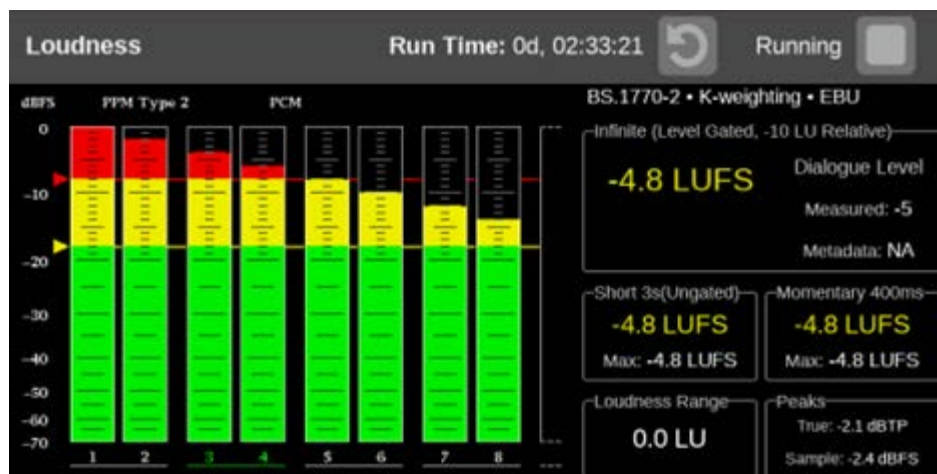 Loudness
Run Time: 0d, 02:33:21
Running
dBFS PPM Type 2 PCM
0
-10
-20
-30
-40
-50
-60
-70
1 2 3 4 5 6 7 8
BS.1770-2 • K-weighting • EBU
Infinite (Level Gated, -10 LU Relative)
-4.8 LUFS
Dialogue Level
Measured: -5
Metadata: NA
Short 3s(Ungated)
-4.8 LUFS
Max: -4.8 LUFS
Momentary 400ms
-4.8 LUFS
Max: -4.8 LUFS
Loudness Range
0.0 LU
Peaks
True: -2.1 dBTP
Sample: -2.4 dBFS